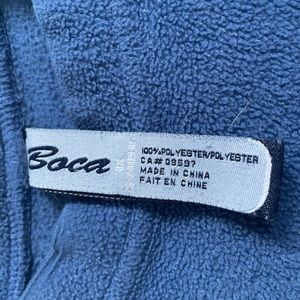 Boca
100%POLYESTER/POLYESTER
CA# 08597
MADE IN CHINA
FAIT EN CHINE